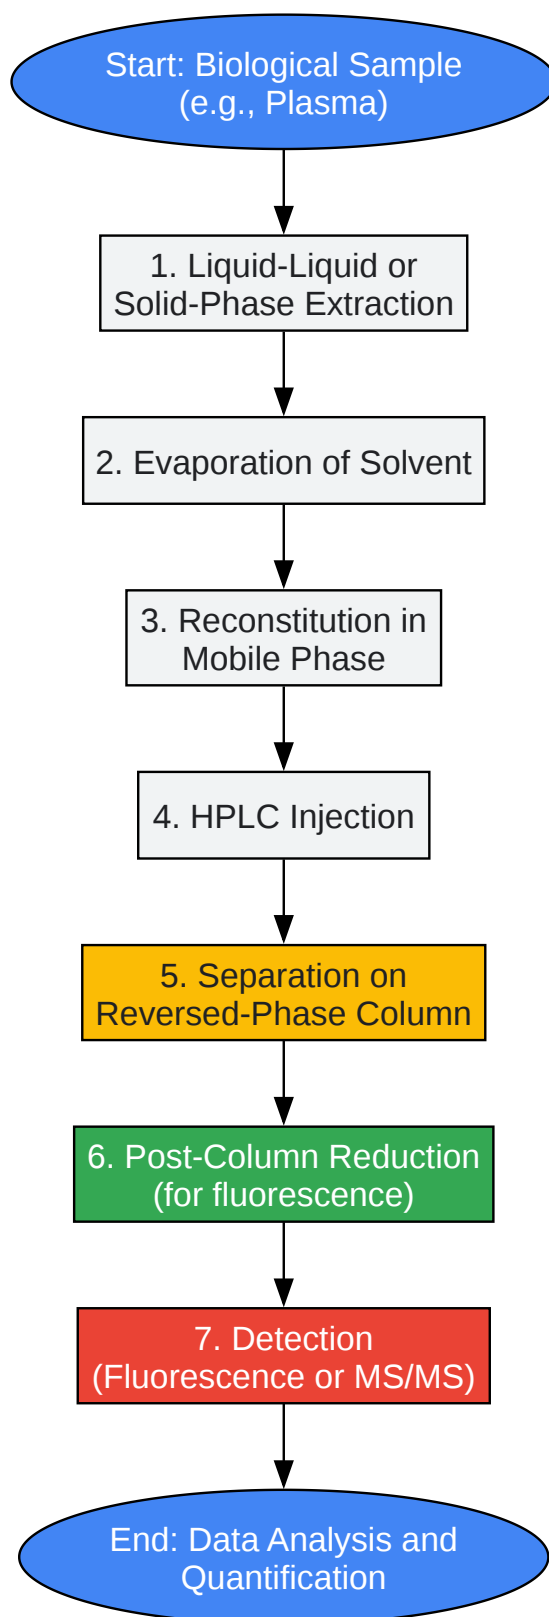 Start: Biological Sample
(e.g., Plasma)
1. Liquid-Liquid or
Solid-Phase Extraction
2. Evaporation of Solvent
3. Reconstitution in
Mobile Phase
4. HPLC Injection
5. Separation on
Reversed-Phase Column
6. Post-Column Reduction
(for fluorescence)
7. Detection
(Fluorescence or MS/MS)
End: Data Analysis and
Quantification